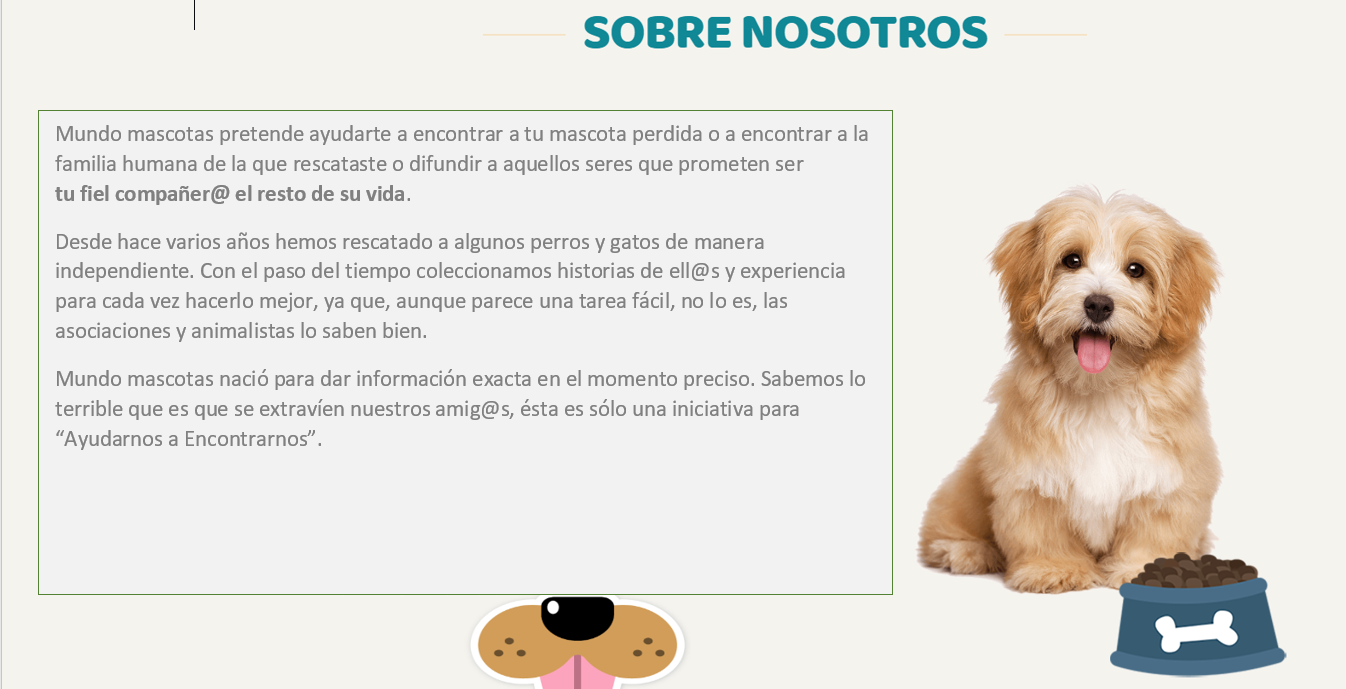 SOBRE NOSOTROS
Mundo mascotas pretende ayudarte a encontrar a tu mascota perdida o a encontrar a la
familia humana de la que rescataste o difundir a aquellos seres que prometen ser
tu fiel compañer@ el resto de su vida.
Desde hace varios años hemos rescatado a algunos perros y gatos de manera
independiente. Con el paso del tiempo coleccionamos historias de ell@s y experiencia
para cada vez hacerlo mejor, ya que, aunque parece una tarea fácil, no lo es, las
asociaciones y animalistas lo saben bien.
Mundo mascotas nació para dar información exacta en el momento preciso. Sabemos lo
terrible que es que se extravíen nuestros amig@s, ésta es sólo una iniciativa para
“Ayudarnos a Encontrarnos”.